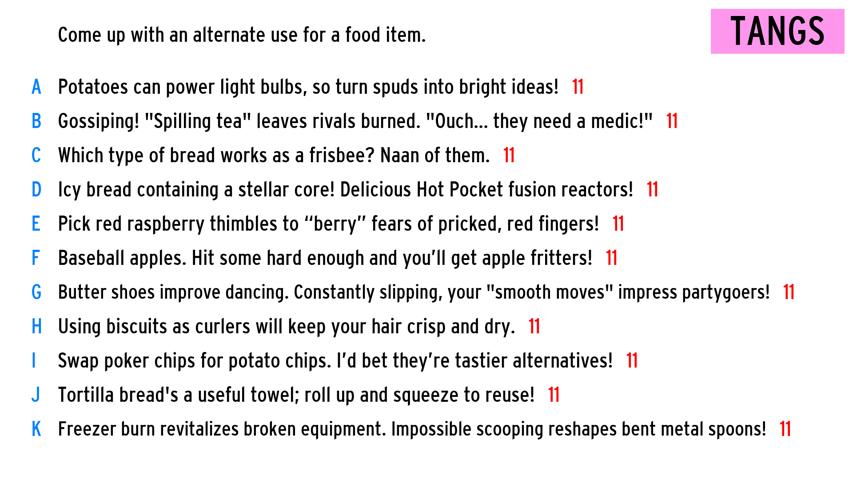 Come up with an alternate use for a food item.
TANGS
A Potatoes can power light bulbs, so turn spuds into bright ideas! 11
B Gossiping! "Spilling tea" leaves rivals burned. "Ouch... they need a medic!" 11
C Which type of bread works as a frisbee? Naan of them. 11
D Icy bread containing a stellar core! Delicious Hot Pocket fusion reactors! 11
E Pick red raspberry thimbles to “berry” fears of pricked, red fingers! 11
F Baseball apples. Hit some hard enough and you’ll get apple fritters! 11
G Butter shoes improve dancing. Constantly slipping, your "smooth moves" impress partygoers! 11
H Using biscuits as curlers will keep your hair crisp and dry. 11
I Swap poker chips for potato chips. I’d bet they’re tastier alternatives! 11
J Tortilla bread's a useful towel; roll up and squeeze to reuse! 11
K Freezer burn revitalizes broken equipment. Impossible scooping reshapes bent metal spoons! 11